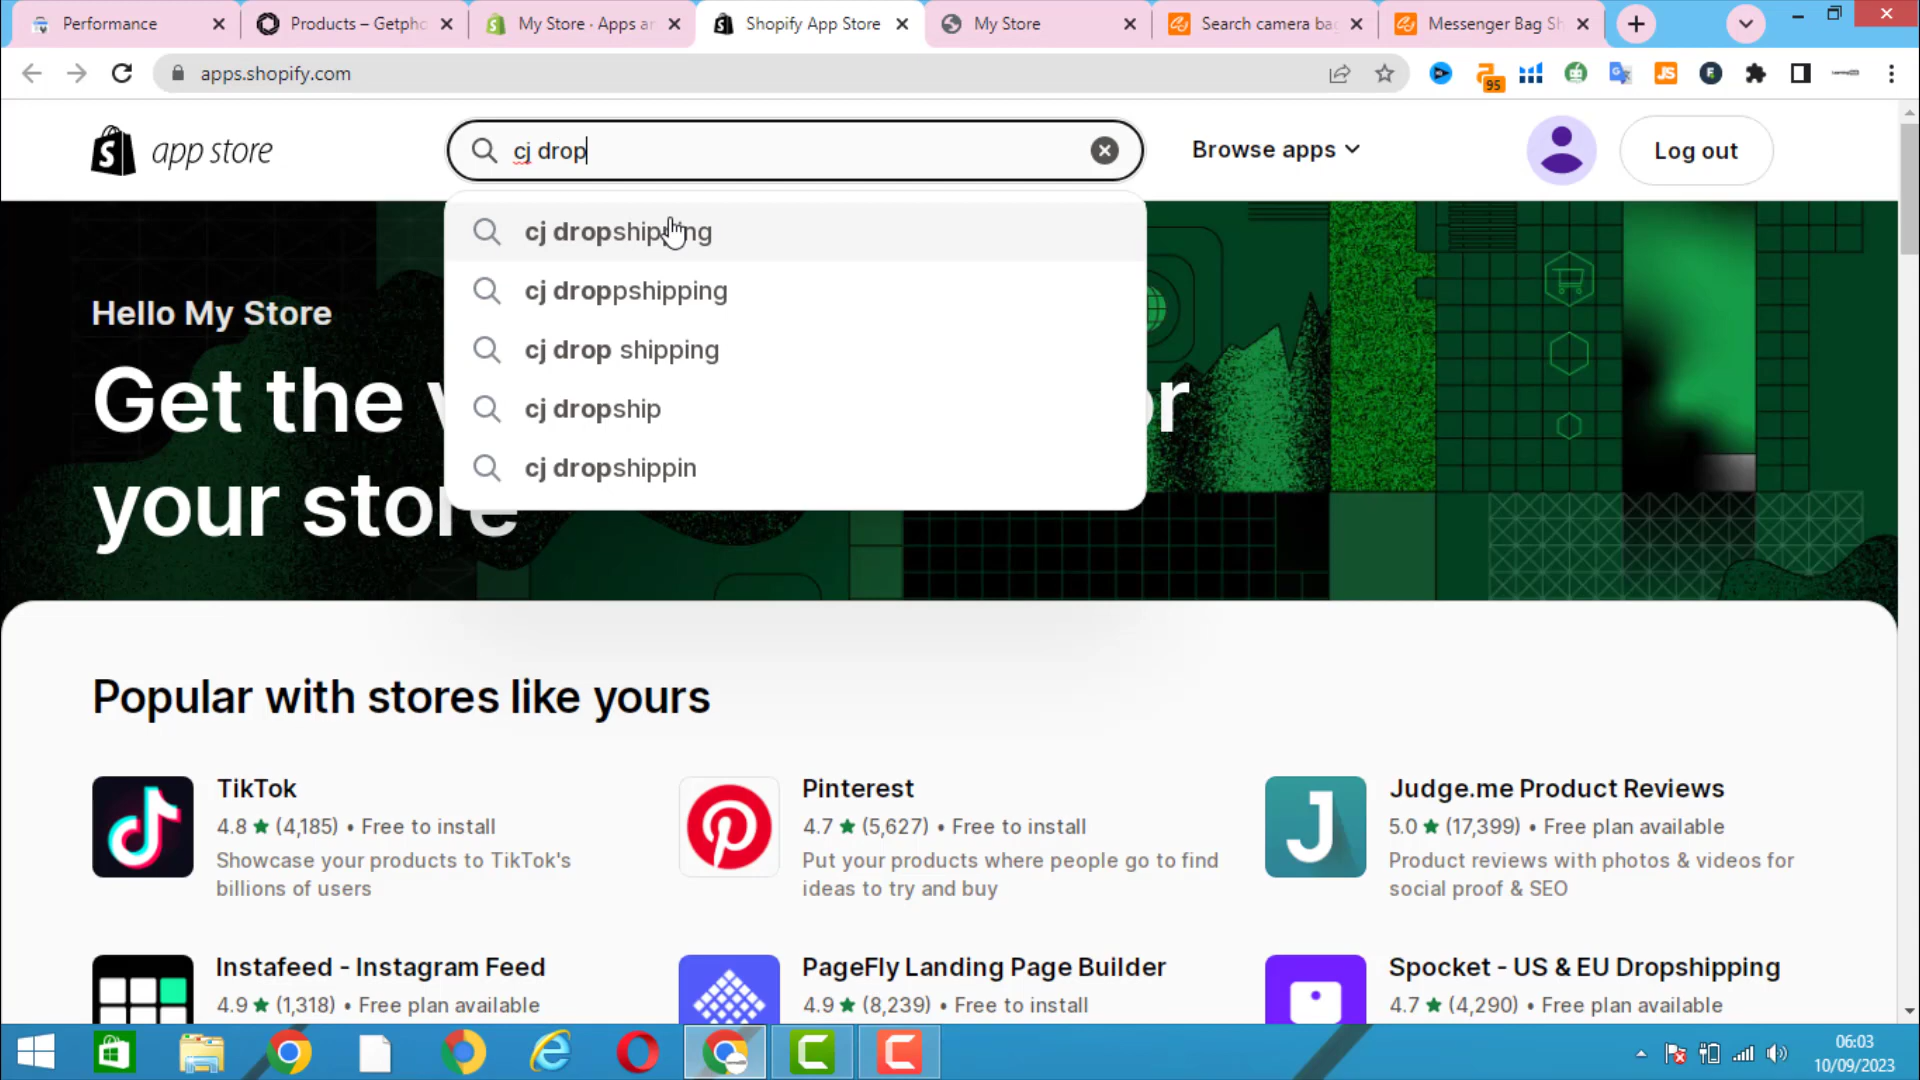 Performance
Products – Getpho
My Store · Apps ar
Shopify App Store
My Store
Search camera ba
Messenger Bag Sh
apps.shopify.com
95
JS
app store
cj drop
Browse apps
Log out
cj dropshipping
cj droppshipping
cj drop shipping
cj dropship
cj dropshippin
Hello My Store
Get the
or
your store
Popular with stores like yours
TikTok
4.8 ★ (4,185) • Free to install
Showcase your products to TikTok's
billions of users
Pinterest
4.7 ★ (5,627) • Free to install
Put your products where people go to find
ideas to try and buy
Judge.me Product Reviews
5.0 ★ (17,399) • Free plan available
Product reviews with photos & videos for
social proof & SEO
Instafeed - Instagram Feed
4.9 ★ (1,318) • Free plan available
PageFly Landing Page Builder
4.9 ★ (8,239) • Free to install
Spocket - US & EU Dropshipping
4.7 ★ (4,290) • Free plan available
06:03
10/09/2023